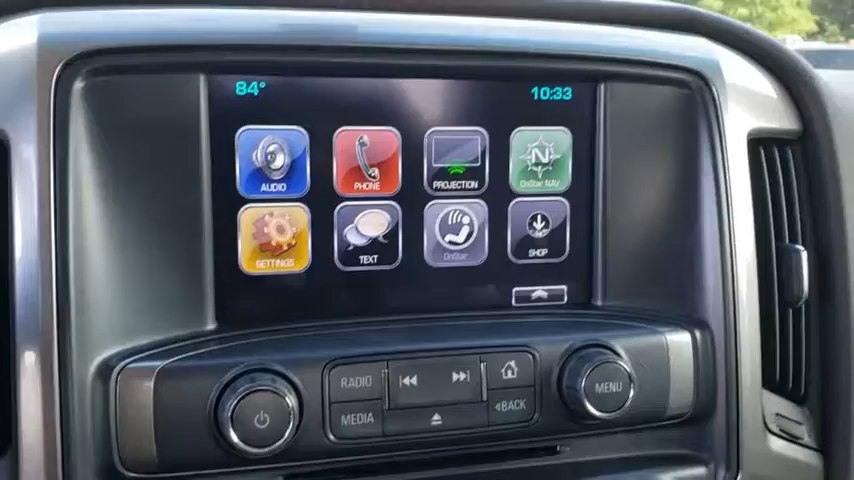 84°
10:33
AUDIO
PHONE
PROJECTION
N
OnStar NAV
SETTINGS
TEXT
OnStar
SHOP
RADIO
MEDIA
BACK
MENU